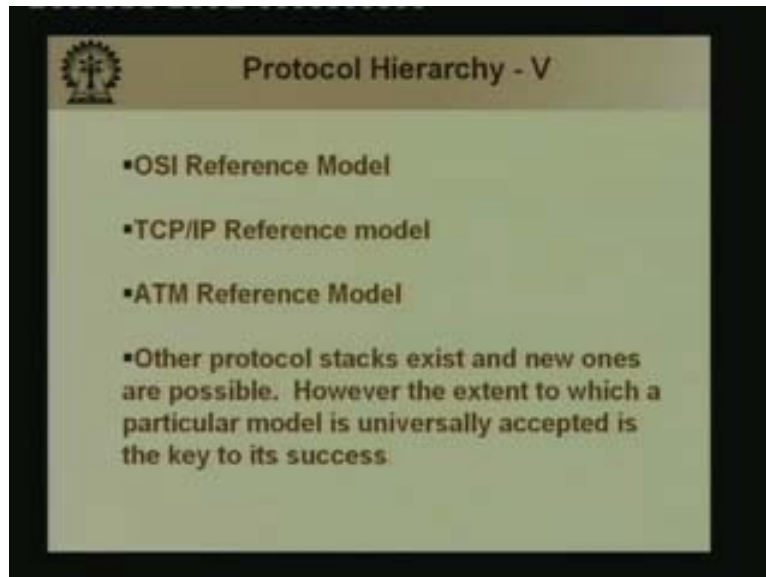 Protocol Hierarchy - V
▪OSI Reference Model
▪TCP/IP Reference model
▪ATM Reference Model
▪Other protocol stacks exist and new ones
are possible. However the extent to which a
particular model is universally accepted is
the key to its success